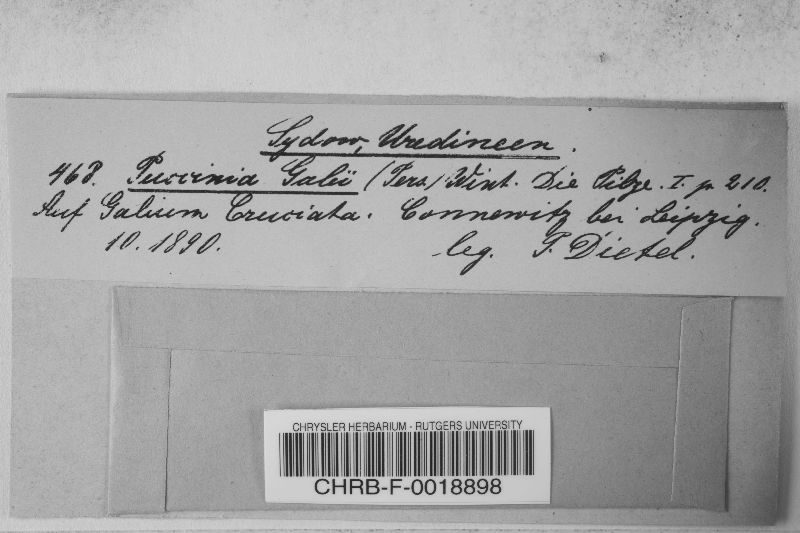 Sydow, Uredineen.
468. Puccinia Galii (Pers) Wint. Die Pilze. I. p 210.
Auf Galium Cruciata. Connewitz bei Leipzig.
10. 1890. leg. P. Dietel.
CHRYSLER HERBARIUM - RUTGERS UNIVERSITY
CHRB-F-0018898